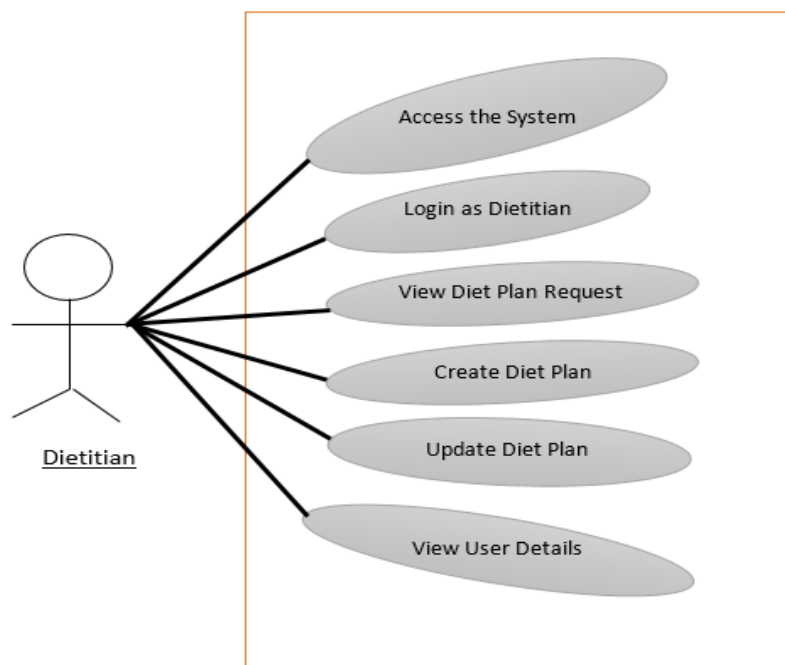 Access the System
Login as Dietitian
View Diet Plan Request
Create Diet Plan
Update Diet Plan
View User Details
Dietitian